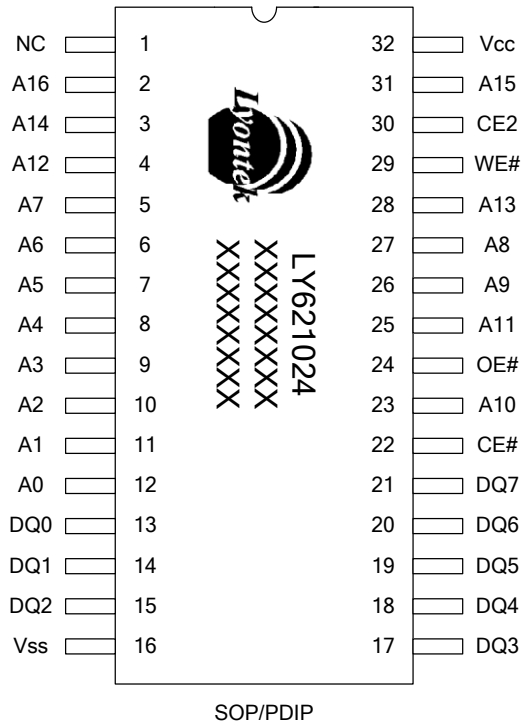 NC 1 32 Vcc
A16 2 31 A15
A14 3 30 CE2
A12 4 29 WE#
A7 5 28 A13
A6 6 27 A8
A5 7 26 A9
A4 8 25 A11
A3 9 24 OE#
A2 10 23 A10
A1 11 22 CE#
A0 12 21 DQ7
DQ0 13 20 DQ6
DQ1 14 19 DQ5
DQ2 15 18 DQ4
Vss 16 17 DQ3
Lyontek
LY621024
XXXXXXXX
XXXXXXXX
SOP/PDIP